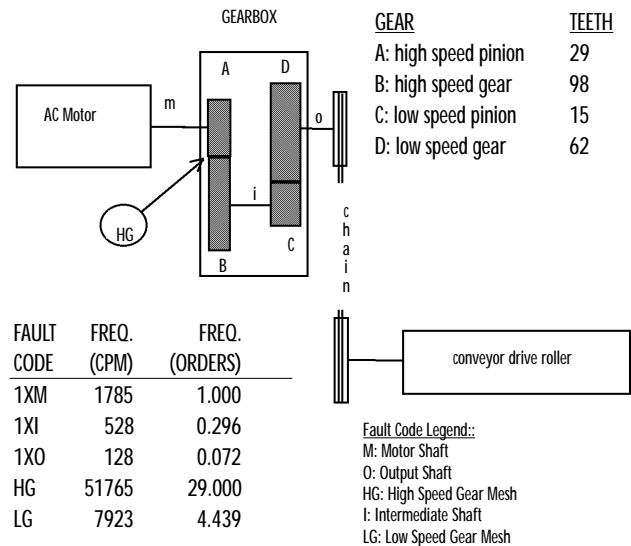 GEARBOX
GEAR TEETH
A: high speed pinion 29
B: high speed gear 98
C: low speed pinion 15
D: low speed gear 62
A
D
AC Motor
m
o
i
HG
C
B
chain
conveyor drive roller
FAULT FREQ. FREQ.
CODE (CPM) (ORDERS)
1XM 1785 1.000
1XI 528 0.296
1XO 128 0.072
HG 51765 29.000
LG 7923 4.439
Fault Code Legend::
M: Motor Shaft
O: Output Shaft
HG: High Speed Gear Mesh
I: Intermediate Shaft
LG: Low Speed Gear Mesh